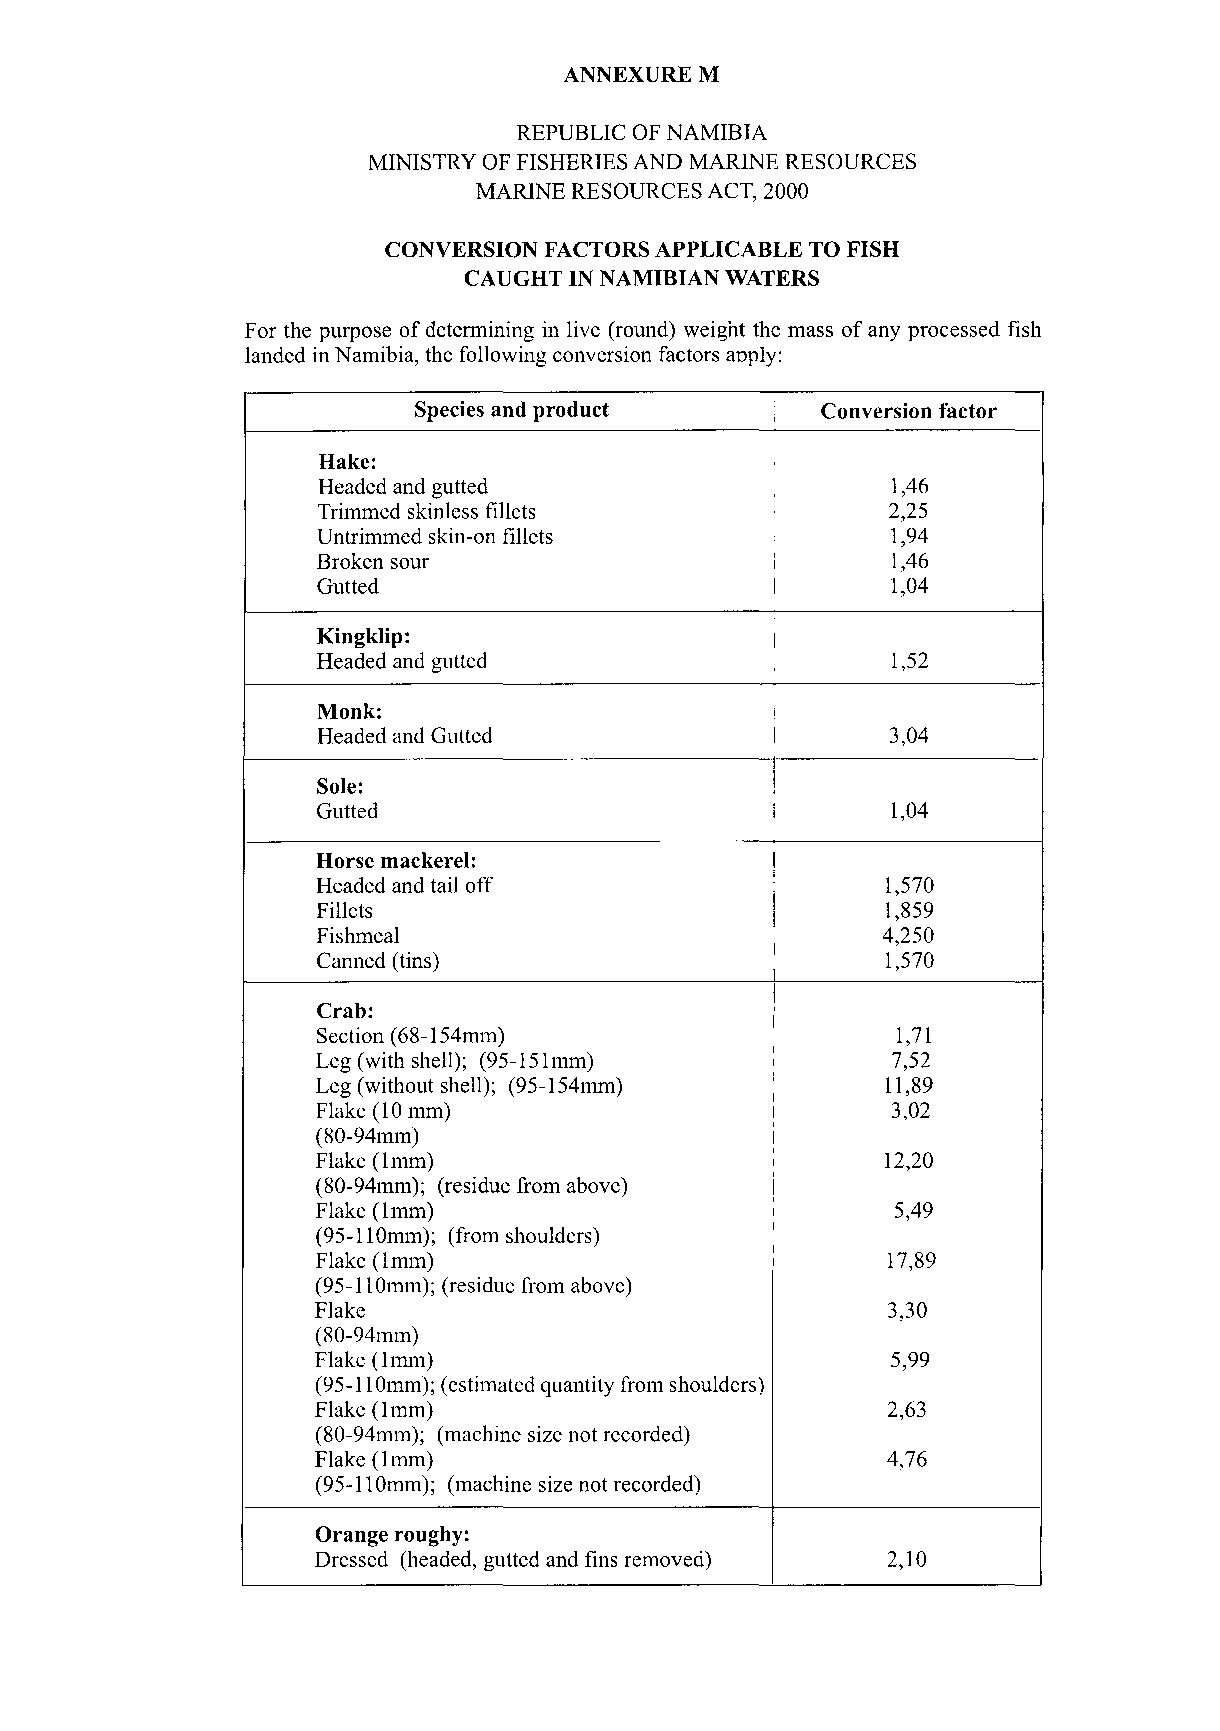 ANNEXURE M
REPUBLIC OF NAMIBIA
MINISTRY OF FISHERIES AND MARINE RESOURCES
MARINE RESOURCES ACT, 2000
CONVERSION FACTORS APPLICABLE TO FISH
CAUGHT IN NAMIBIAN WATERS
For the purpose of determining in live (round) weight the mass of any processed fish
landed in Namibia, the following conversion factors apply:
Species and product Conversion factor
Hake:
Headed and gutted 1,46
Trimmed skinless fillets 2,25
Untrimmed skin-on fillets 1,94
Broken sour 1,46
Gutted 1,04
Kingklip:
Headed and gutted 1,52
Monk:
Headed and Gutted 3,04
Sole:
Gutted 1,04
Horse mackerel:
Headed and tail off 1,570
Fillets 1,859
Fishmeal 4,250
Canned (tins) 1,570
Crab:
Section (68-154mm) 1,71
Leg (with shell); (95-151mm) 7,52
Leg (without shell); (95-154mm) 11,89
Flake (10 mm) 3,02
(80-94mm)
Flake (1mm) 12,20
(80-94mm); (residue from above)
Flake (1mm) 5,49
(95-110mm); (from shoulders)
Flake (1mm) 17,89
(95-110mm); (residue from above)
Flake 3,30
(80-94mm)
Flake (1mm) 5,99
(95-110mm); (estimated quantity from shoulders)
Flake (1mm) 2,63
(80-94mm); (machine size not recorded)
Flake (1mm) 4,76
(95-110mm); (machine size not recorded)
Orange roughy:
Dressed (headed, gutted and fins removed) 2,10